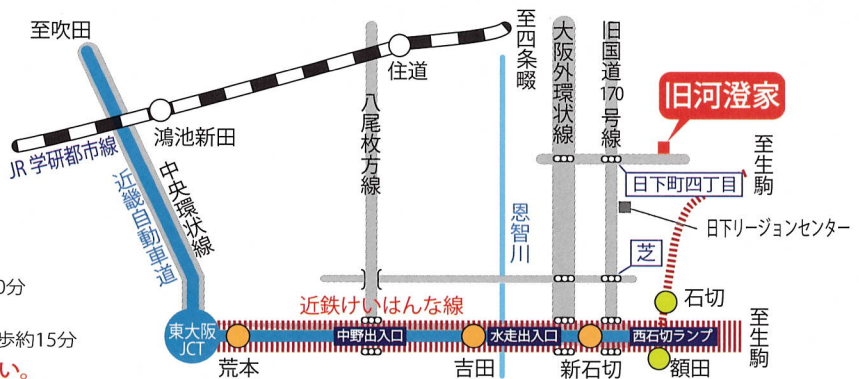 至吹田
住道
至四条畷
大阪外環状線
旧国道170号線
旧河澄家
鴻池新田
八尾枚方線
JR学研都市線
中央環状線
近畿自動車道
至生駒
日下町四丁目
日下リージョンセンター
恩智川
芝
0分
石切
近鉄けいはんな線
歩約15分
い。
東大阪
JCT
中野出入口
水走出入口
西石切ランプ
至生駒
荒本
吉田
新石切
額田